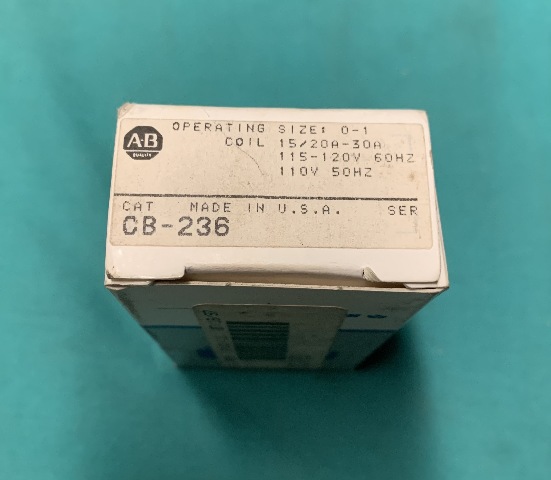 A-B
QUALITY
OPERATING SIZE: 0-1
COIL 15/20A-30A
115-120V 60HZ
110V 50HZ
CAT MADE IN U.S.A. SER
CB-236